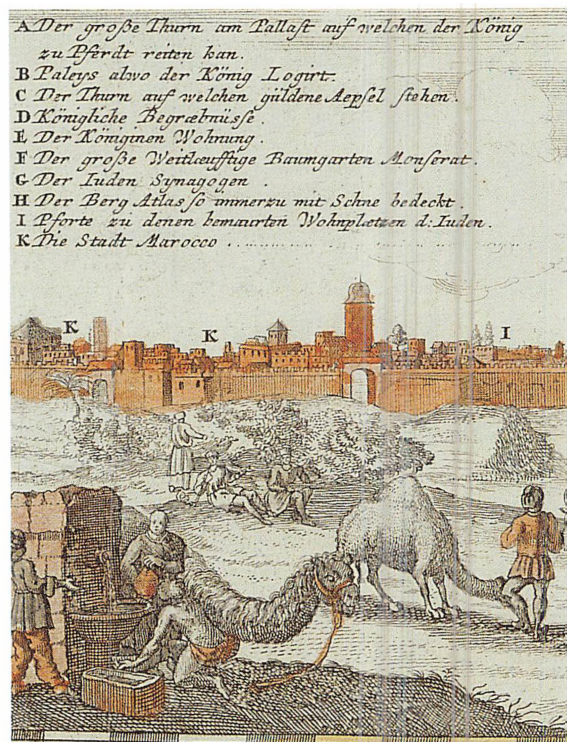 A Der große Thurn am Pallast auf welchen der König
zu Pferdt reiten kan.
B Paleys alwo der König Logirt.
C Der Thurn auf welchen güldene Aepsel stehen.
D Königliche Begræbnüsse.
E Der Königinen Wohnung.
F Der große Weitlæufftige Baumgarten Monserat.
G Der Iuden Synagogen.
H Der Berg Atlas so immerzu mit Schne bedeckt.
I Pforte zu denen bemaurten Wohnplætzen d: Iuden.
K Die Stadt Marocco ..........
K K I